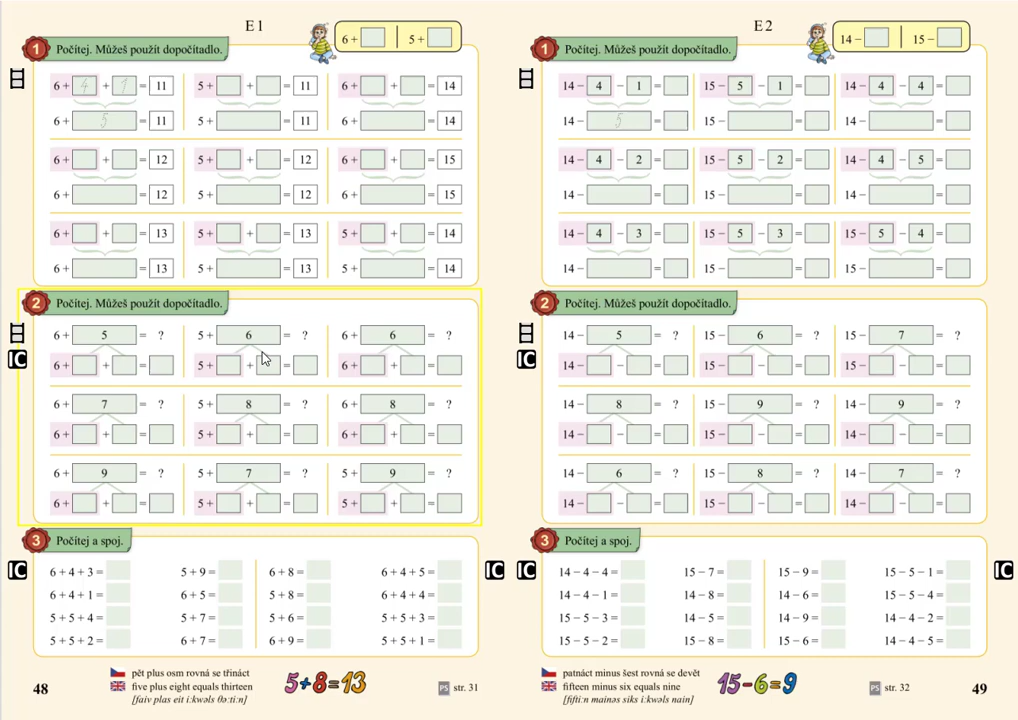 E 1
6 + | 5 +
1 Počítej. Můžeš použít dopočítadlo.
6 + 4 + 1 = 11 5 + + = 11 6 + + = 14
6 + 5 = 11 5 + = 11 6 + = 14
6 + + = 12 5 + + = 12 6 + + = 15
6 + = 12 5 + = 12 6 + = 15
6 + + = 13 5 + + = 13 5 + + = 14
6 + = 13 5 + = 13 5 + = 14
2 Počítej. Můžeš použít dopočítadlo.
6 + 5 = ? 5 + 6 = ? 6 + 6 = ?
6 + + = 5 + + = 6 + + =
6 + 7 = ? 5 + 8 = ? 6 + 8 = ?
6 + + = 5 + + = 6 + + =
6 + 9 = ? 5 + 7 = ? 5 + 9 = ?
6 + + = 5 + + = 5 + + =
3 Počítej a spoj.
6 + 4 + 3 = 5 + 9 = 6 + 8 = 6 + 4 + 5 =
6 + 4 + 1 = 6 + 5 = 5 + 8 = 6 + 4 + 4 =
5 + 5 + 4 = 5 + 7 = 5 + 6 = 5 + 5 + 3 =
5 + 5 + 2 = 6 + 7 = 6 + 9 = 5 + 5 + 1 =
IC
IC
IC
48
pět plus osm rovná se třináct
five plus eight equals thirteen
[faiv plas eit i:kwəls θə:ti:n]
5+8=13
PS str. 31
E 2
14 − | 15 −
1 Počítej. Můžeš použít dopočítadlo.
14 − 4 − 1 = 15 − 5 − 1 = 14 − 4 − 4 =
14 − 5 = 15 − = 14 − =
14 − 4 − 2 = 15 − 5 − 2 = 14 − 4 − 5 =
14 − = 15 − = 14 − =
14 − 4 − 3 = 15 − 5 − 3 = 15 − 5 − 4 =
14 − = 15 − = 15 − =
2 Počítej. Můžeš použít dopočítadlo.
14 − 5 = ? 15 − 6 = ? 15 − 7 = ?
14 − − = 15 − − = 15 − − =
14 − 8 = ? 15 − 9 = ? 14 − 9 = ?
14 − − = 15 − − = 14 − − =
14 − 6 = ? 15 − 8 = ? 14 − 7 = ?
14 − − = 15 − − = 14 − − =
3 Počítej a spoj.
14 − 4 − 4 = 15 − 7 = 15 − 9 = 15 − 5 − 1 =
14 − 4 − 1 = 14 − 8 = 14 − 6 = 15 − 5 − 4 =
15 − 5 − 3 = 14 − 5 = 14 − 9 = 14 − 4 − 2 =
15 − 5 − 2 = 15 − 8 = 15 − 6 = 14 − 4 − 5 =
IC
IC
IC
patnáct minus šest rovná se devět
fifteen minus six equals nine
[fifti:n mainəs siks i:kwəls nain]
15-6=9
PS str. 32
49